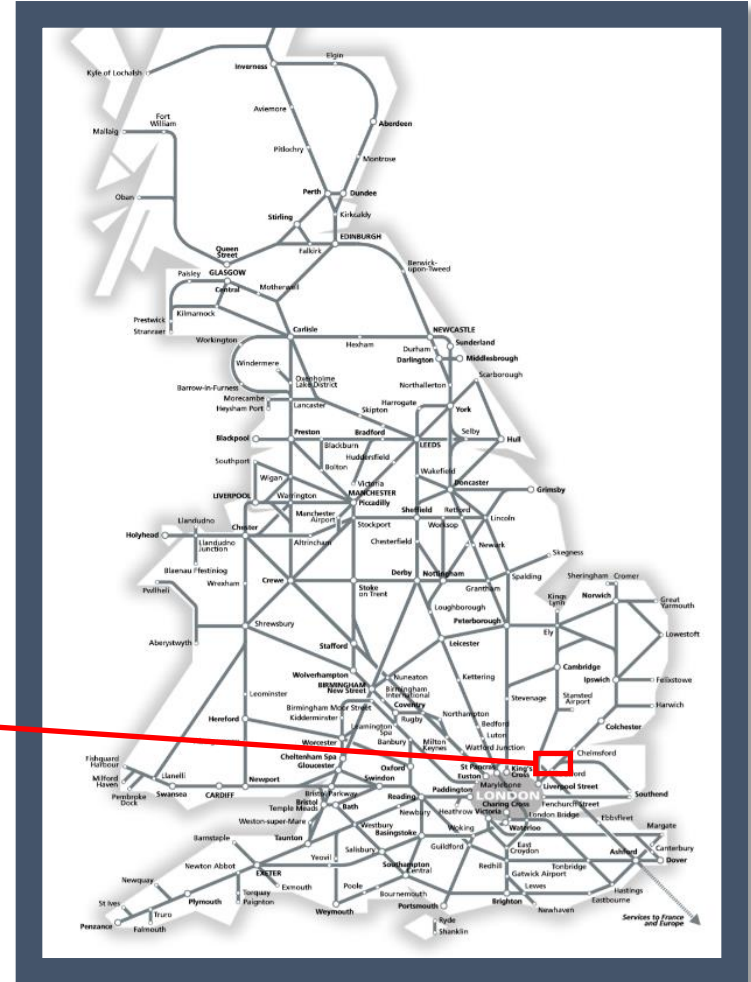 Elgin
Inverness
Kyle of Lochalsh
Aviemore
Fort
William
Aberdeen
Mallaig
Pitlochry
Montrose
Perth
Dundee
Oban
Stirling
Kirkcaldy
EDINBURGH
Queen
Street
Falkirk
Berwick-
upon-Tweed
Paisley
GLASGOW
Central
Motherwell
Prestwick
Kilmarnock
Stranraer
Carlisle
NEWCASTLE
Workington
Hexham
Sunderland
Durham
Darlington
Middlesbrough
Windermere
Oxenholme
Lake District
Scarborough
Barrow-in-Furness
Northallerton
Morecambe
Heysham Port
Lancaster
Harrogate
York
Skipton
Blackpool
Preston
Bradford
Selby
Hull
Blackburn
LEEDS
Southport
Huddersfield
Bolton
Wakefield
Wigan
Victoria
Doncaster
Grimsby
LIVERPOOL
Warrington
MANCHESTER
Piccadilly
Manchester
Airport
Sheffield
Retford
Lincoln
Llandudno
Stockport
Worksop
Holyhead
Chester
Llandudno
Junction
Altrincham
Chesterfield
Newark
Skegness
Blaenau Ffestiniog
Crewe
Derby
Nottingham
Spalding
Sheringham
Cromer
Pwllheli
Wrexham
Stoke
on Trent
Grantham
Kings
Lynn
Norwich
Great
Yarmouth
Loughborough
Shrewsbury
Peterborough
Ely
Lowestoft
Aberystwyth
Stafford
Leicester
Cambridge
Wolverhampton
Nuneaton
Kettering
Ipswich
Felixstowe
BIRMINGHAM
New Street
Birmingham
International
Stansted
Airport
Leominster
Coventry
Stevenage
Birmingham Moor Street
Rugby
Northampton
Harwich
Hereford
Kidderminster
Leamington
Spa
Bedford
Colchester
Luton
Worcester
Banbury
Milton
Keynes
Watford Junction
Chelmsford
Fishguard
Harbour
Cheltenham Spa
Gloucester
Oxford
St Pancras
King's
Cross
Euston
Milford
Haven
Llanelli
Newport
Swindon
Marylebone
Paddington
Liverpool Street
Pembroke
Dock
Swansea
CARDIFF
Bristol Parkway
Reading
LONDON
Southend
Bristol
Temple Meads
Bath
Charing Cross
Fenchurch Street
Newbury
Heathrow
Victoria
London Bridge
Ebbsfleet
Weston-super-Mare
Westbury
Basingstoke
Woking
Waterloo
Margate
Barnstaple
Taunton
Salisbury
Guildford
East
Croydon
Ashford
Canterbury
Dover
Newton Abbot
Yeovil
Southampton
Central
Redhill
Tonbridge
Gatwick Airport
EXETER
Newquay
Exmouth
Poole
Lewes
Hastings
Torquay
Paignton
Bournemouth
Eastbourne
St Ives
Plymouth
Portsmouth
Brighton
Newhaven
Truro
Weymouth
Penzance
Falmouth
Ryde
Shanklin
Services to France
and Europe